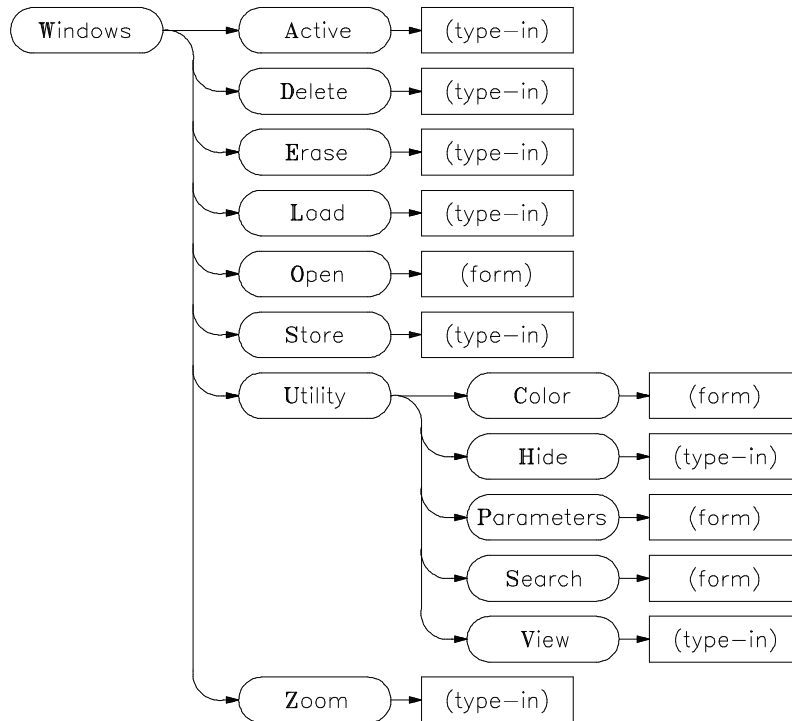 Windows Active (type-in)
Delete (type-in)
Erase (type-in)
Load (type-in)
Open (form)
Store (type-in)
Utility Color (form)
Hide (type-in)
Parameters (form)
Search (form)
View (type-in)
Zoom (type-in)